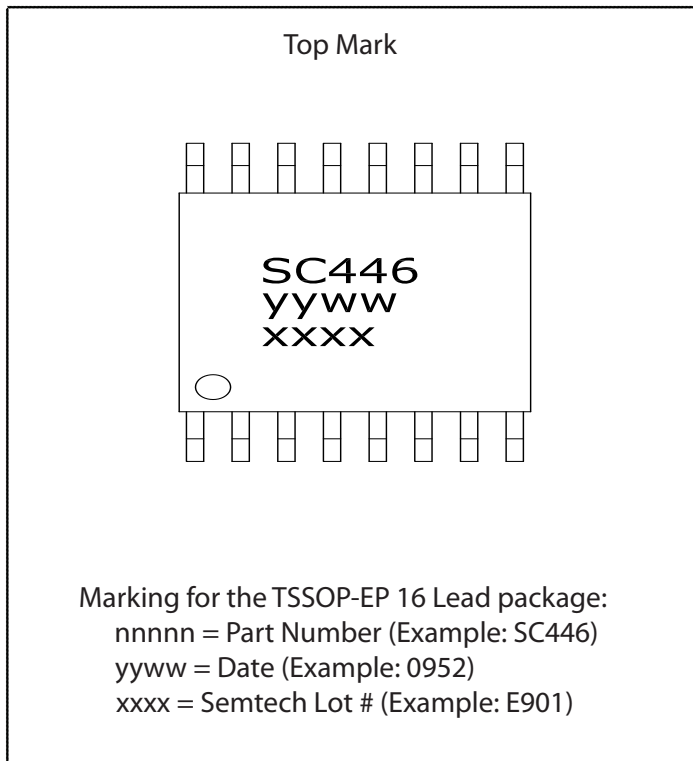 Top Mark
SC446
yyww
xxxx
Marking for the TSSOP-EP 16 Lead package:
nnnnn = Part Number (Example: SC446)
yyww = Date (Example: 0952)
xxxx = Semtech Lot # (Example: E901)